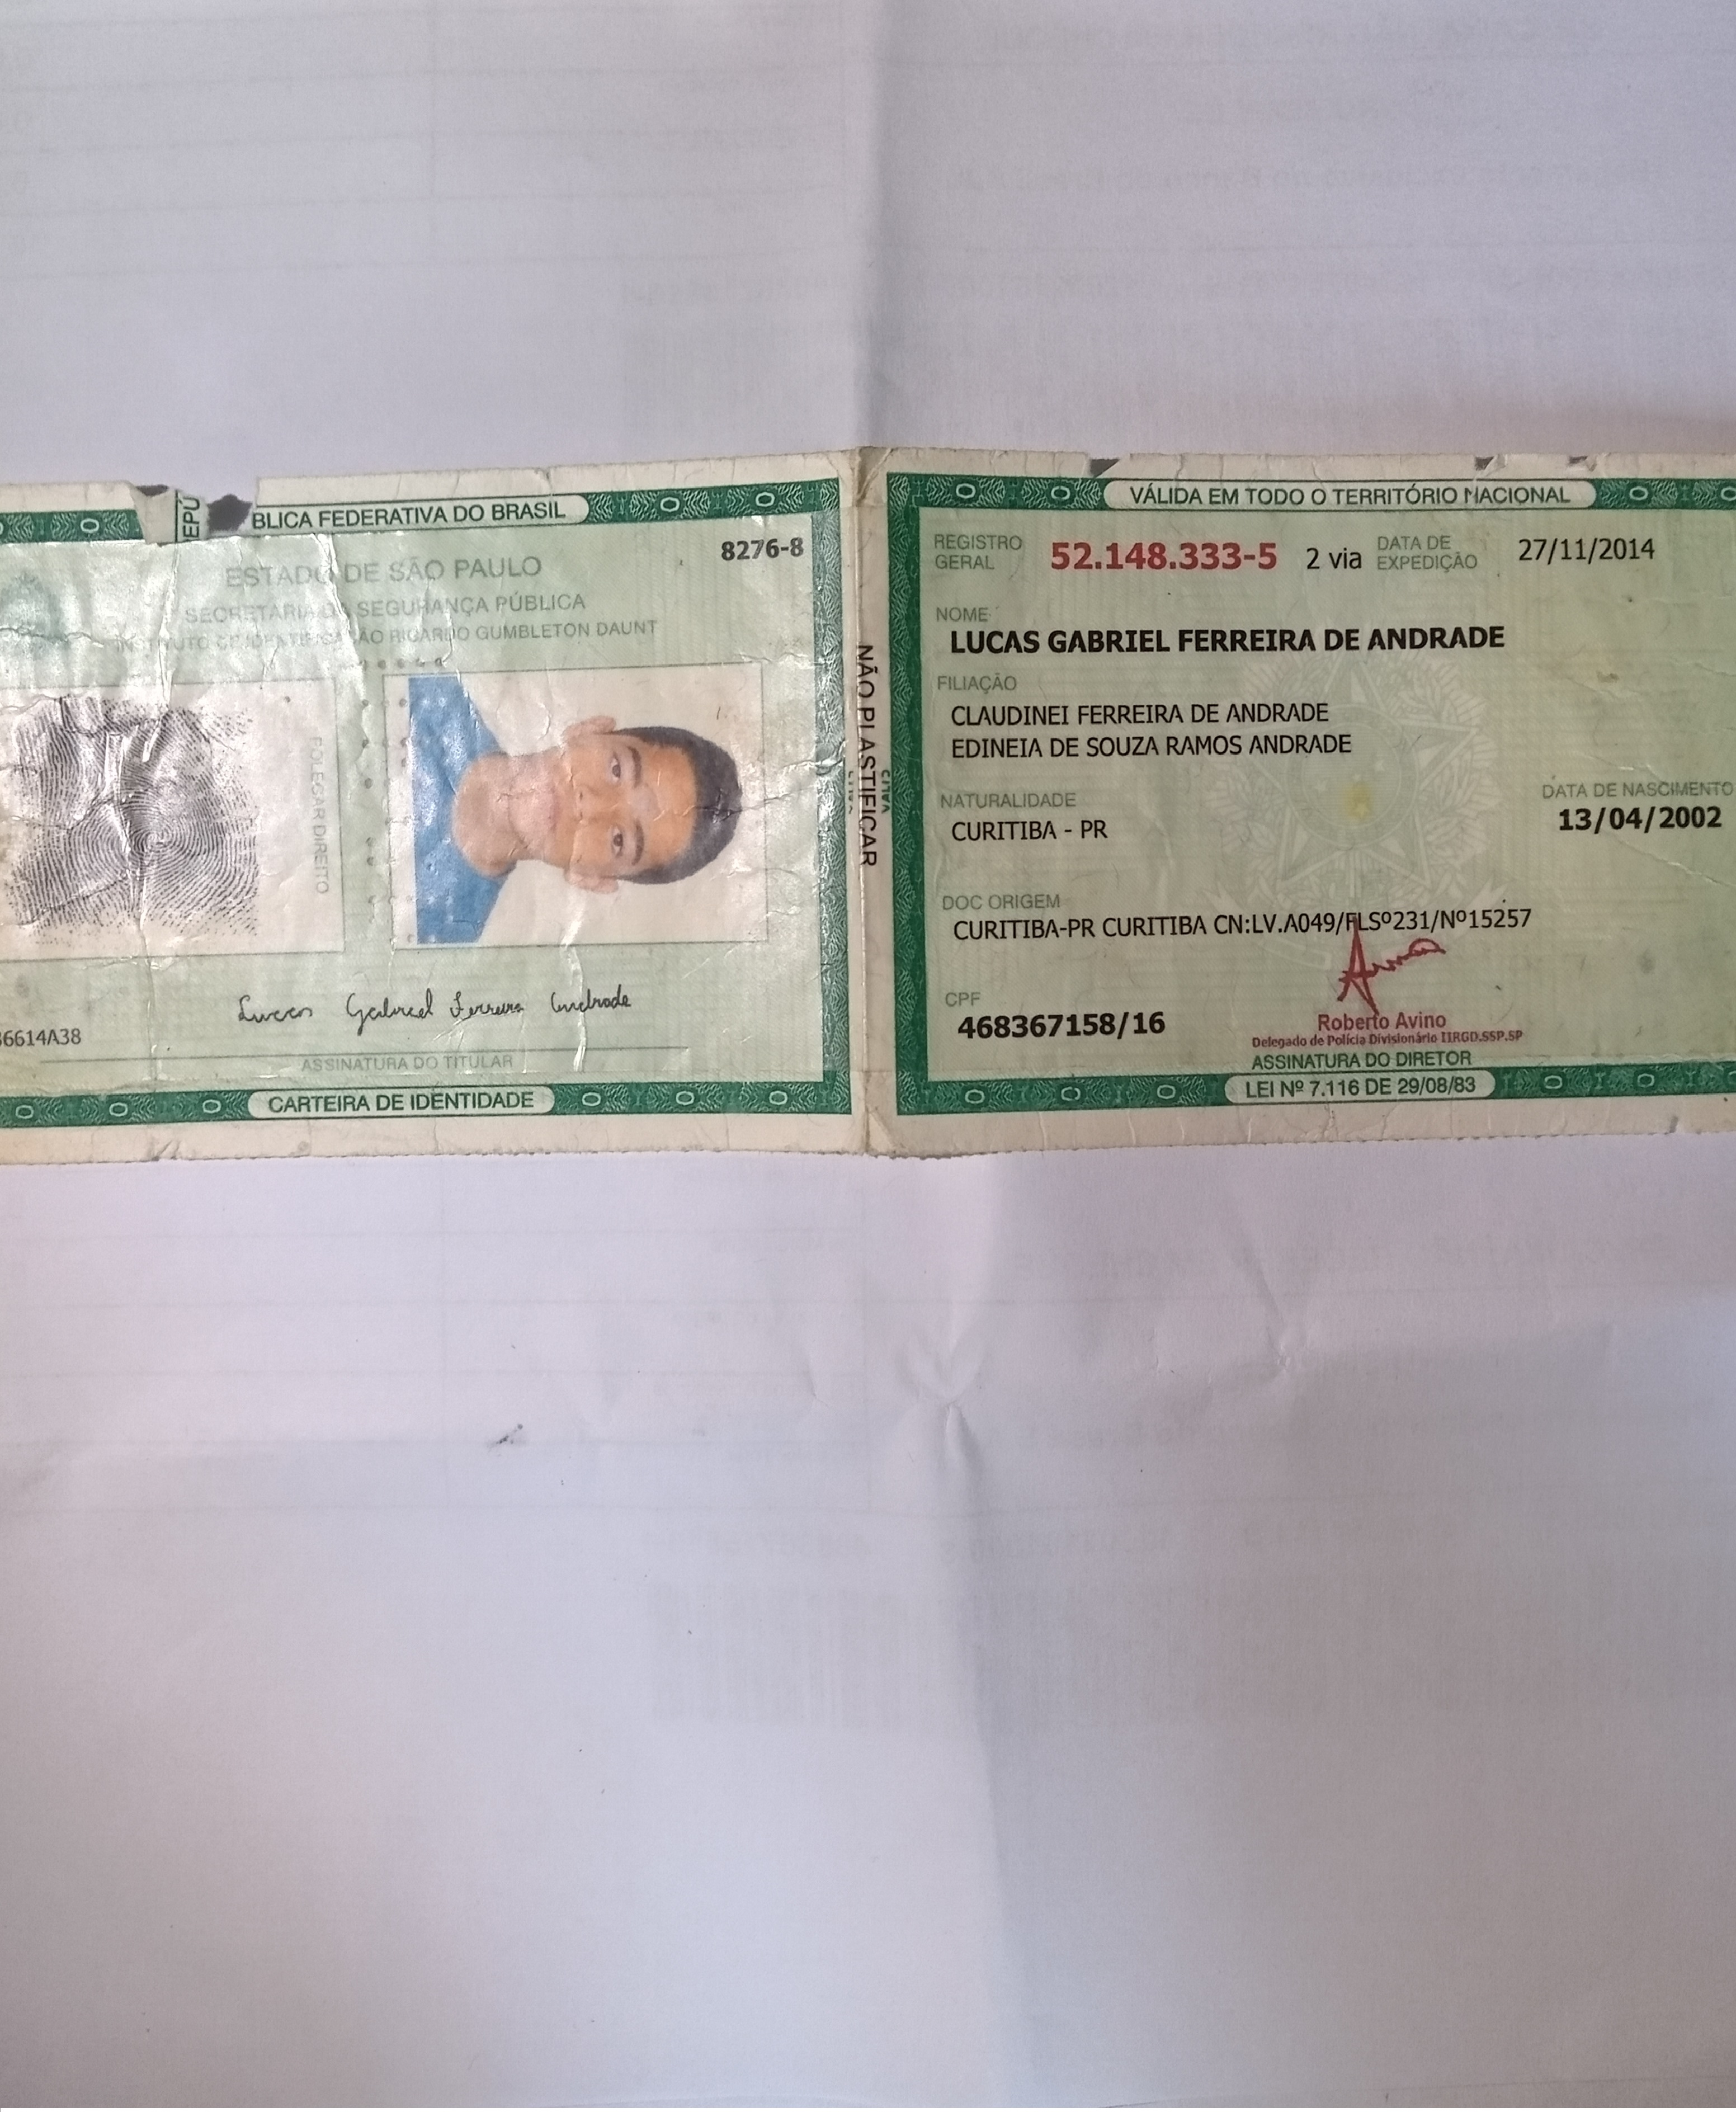 EPÚ
BLICA FEDERATIVA DO BRASIL
8276-8
ESTADO DE SÃO PAULO
SECRETARIA DA SEGURANÇA PÚBLICA
INSTITUTO DE IDENTIFICAÇÃO RICARDO GUMBLETON DAUNT
POLEGAR DIREITO
Lucas Gabriel Ferreira Andrade
6614A38
ASSINATURA DO TITULAR
CARTEIRA DE IDENTIDADE
NÃO PLASTIFICAR
VÁLIDA EM TODO O TERRITÓRIO NACIONAL
REGISTRO GERAL 52.148.333-5 2 via DATA DE EXPEDIÇÃO 27/11/2014
NOME
LUCAS GABRIEL FERREIRA DE ANDRADE
FILIAÇÃO
CLAUDINEI FERREIRA DE ANDRADE
EDINEIA DE SOUZA RAMOS ANDRADE
NATURALIDADE
CURITIBA - PR
DATA DE NASCIMENTO
13/04/2002
DOC ORIGEM
CURITIBA-PR CURITIBA CN:LV.A049/FLSº231/Nº15257
CPF
468367158/16
Roberto Avino
Delegado de Polícia Divisionário IIRGD.SSP.SP
ASSINATURA DO DIRETOR
LEI Nº 7.116 DE 29/08/83